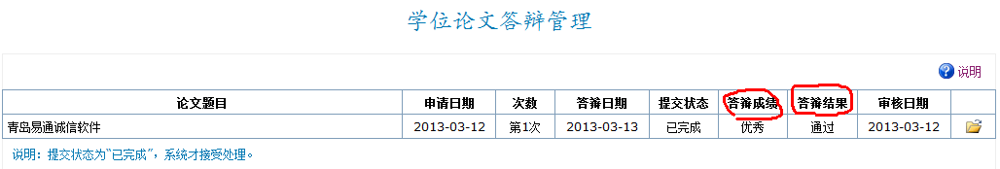 学位论文答辩管理
说明
论文题目 申请日期 次数 答辩日期 提交状态 答辩成绩 答辩结果 审核日期
青岛易通诚信软件 2013-03-12 第1次 2013-03-13 已完成 优秀 通过 2013-03-12
说明：提交状态为“已完成”，系统才接受处理。